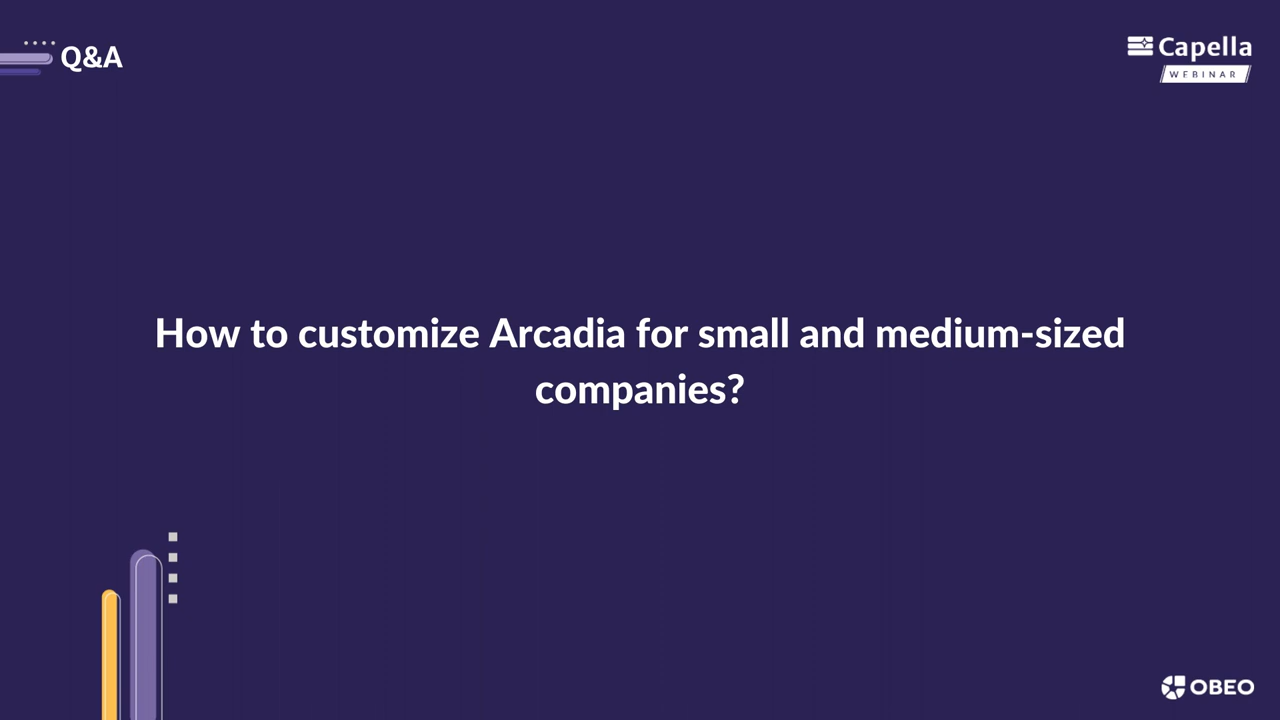 Q&A
Capella
WEBINAR
How to customize Arcadia for small and medium-sized
companies?
OBEO